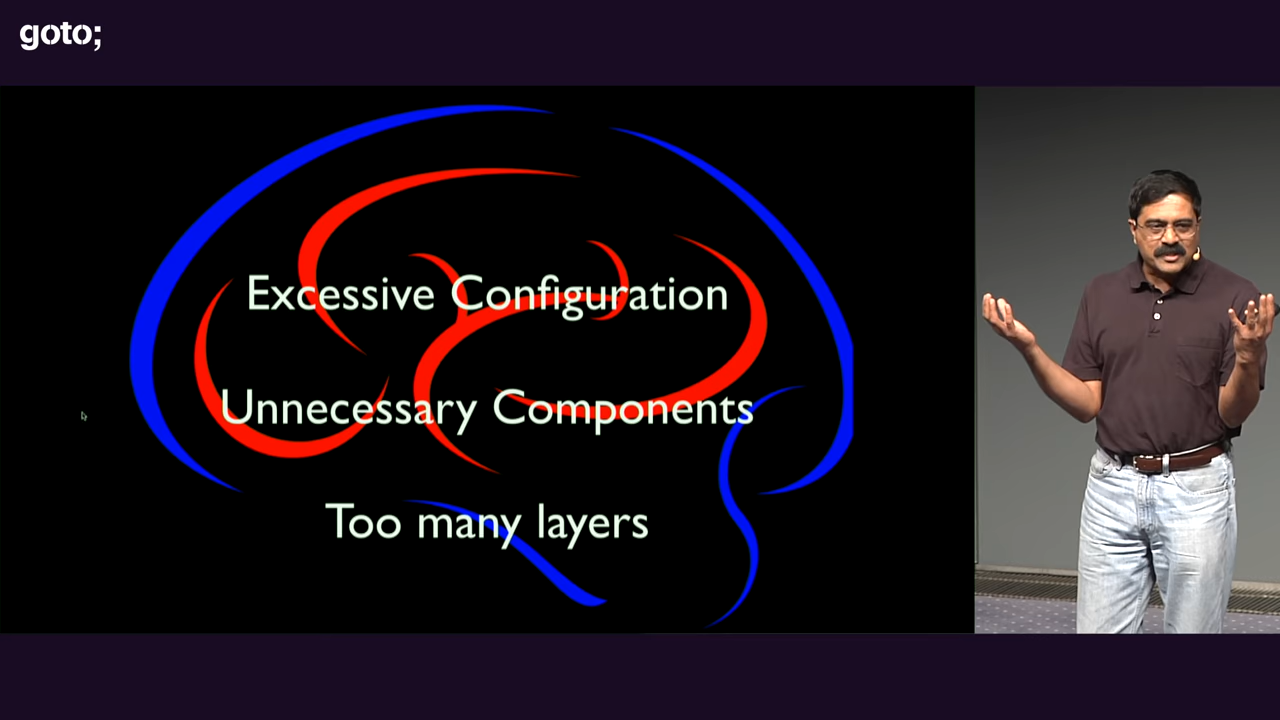 goto;
Excessive Configuration
Unnecessary Components
Too many layers